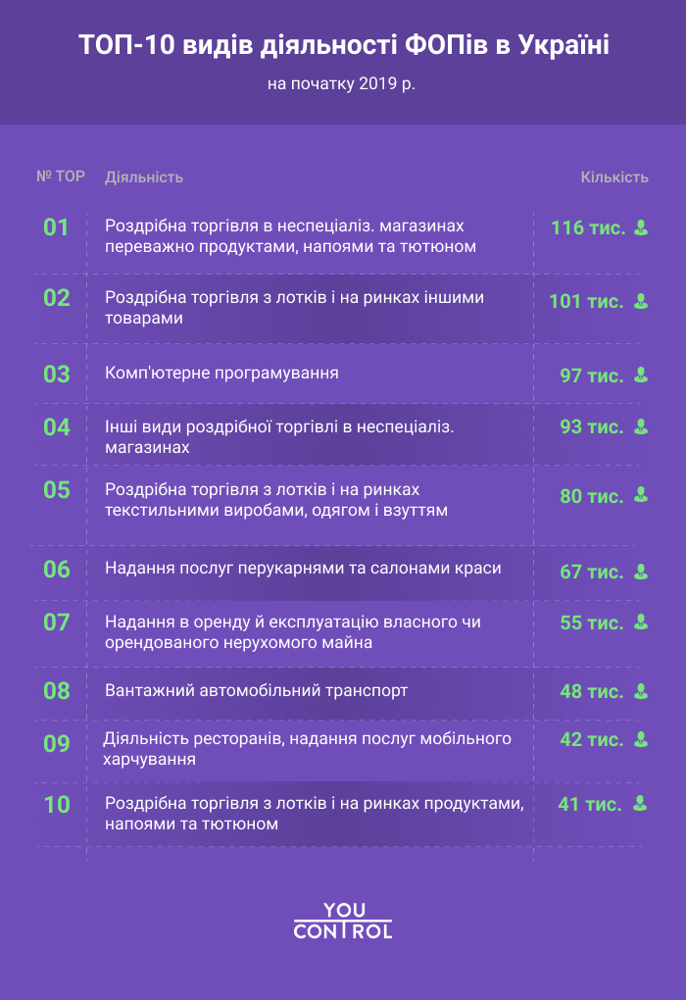 ТОП-10 видів діяльності ФОПів в Україні
на початку 2019 р.
№ TOP Діяльність Кількість
01 Роздрібна торгівля в неспеціаліз. магазинах 116 тис.
переважно продуктами, напоями та тютюном
02 Роздрібна торгівля з лотків і на ринках іншими 101 тис.
товарами
03 Комп'ютерне програмування 97 тис.
04 Інші види роздрібної торгівлі в неспеціаліз. 93 тис.
магазинах
05 Роздрібна торгівля з лотків і на ринках 80 тис.
текстильними виробами, одягом і взуттям
06 Надання послуг перукарнями та салонами краси 67 тис.
07 Надання в оренду й експлуатацію власного чи 55 тис.
орендованого нерухомого майна
08 Вантажний автомобільний транспорт 48 тис.
09 Діяльність ресторанів, надання послуг мобільного 42 тис.
харчування
10 Роздрібна торгівля з лотків і на ринках продуктами, 41 тис.
напоями та тютюном
YOU
CONTROL